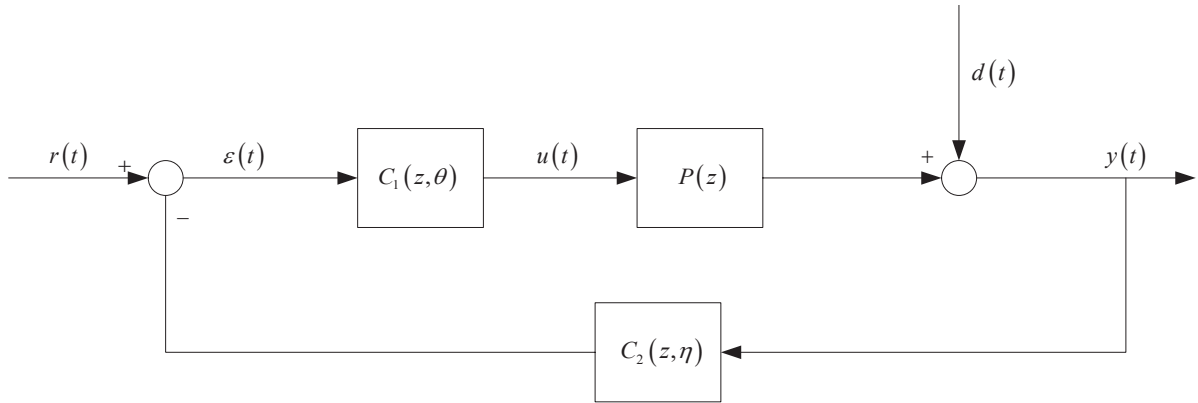 d(t)
r(t)
+
ε(t)
C₁(z,θ)
u(t)
P(z)
+
y(t)
−
C₂(z,η)